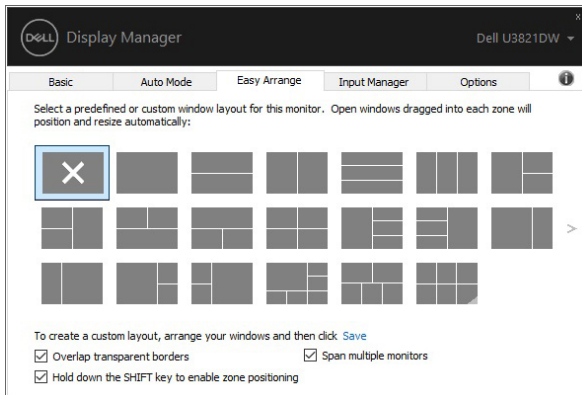 DELL Display Manager Dell U3821DW
Basic Auto Mode Easy Arrange Input Manager Options
Select a predefined or custom window layout for this monitor. Open windows dragged into each zone will
position and resize automatically:
To create a custom layout, arrange your windows and then click Save
Overlap transparent borders Span multiple monitors
Hold down the SHIFT key to enable zone positioning